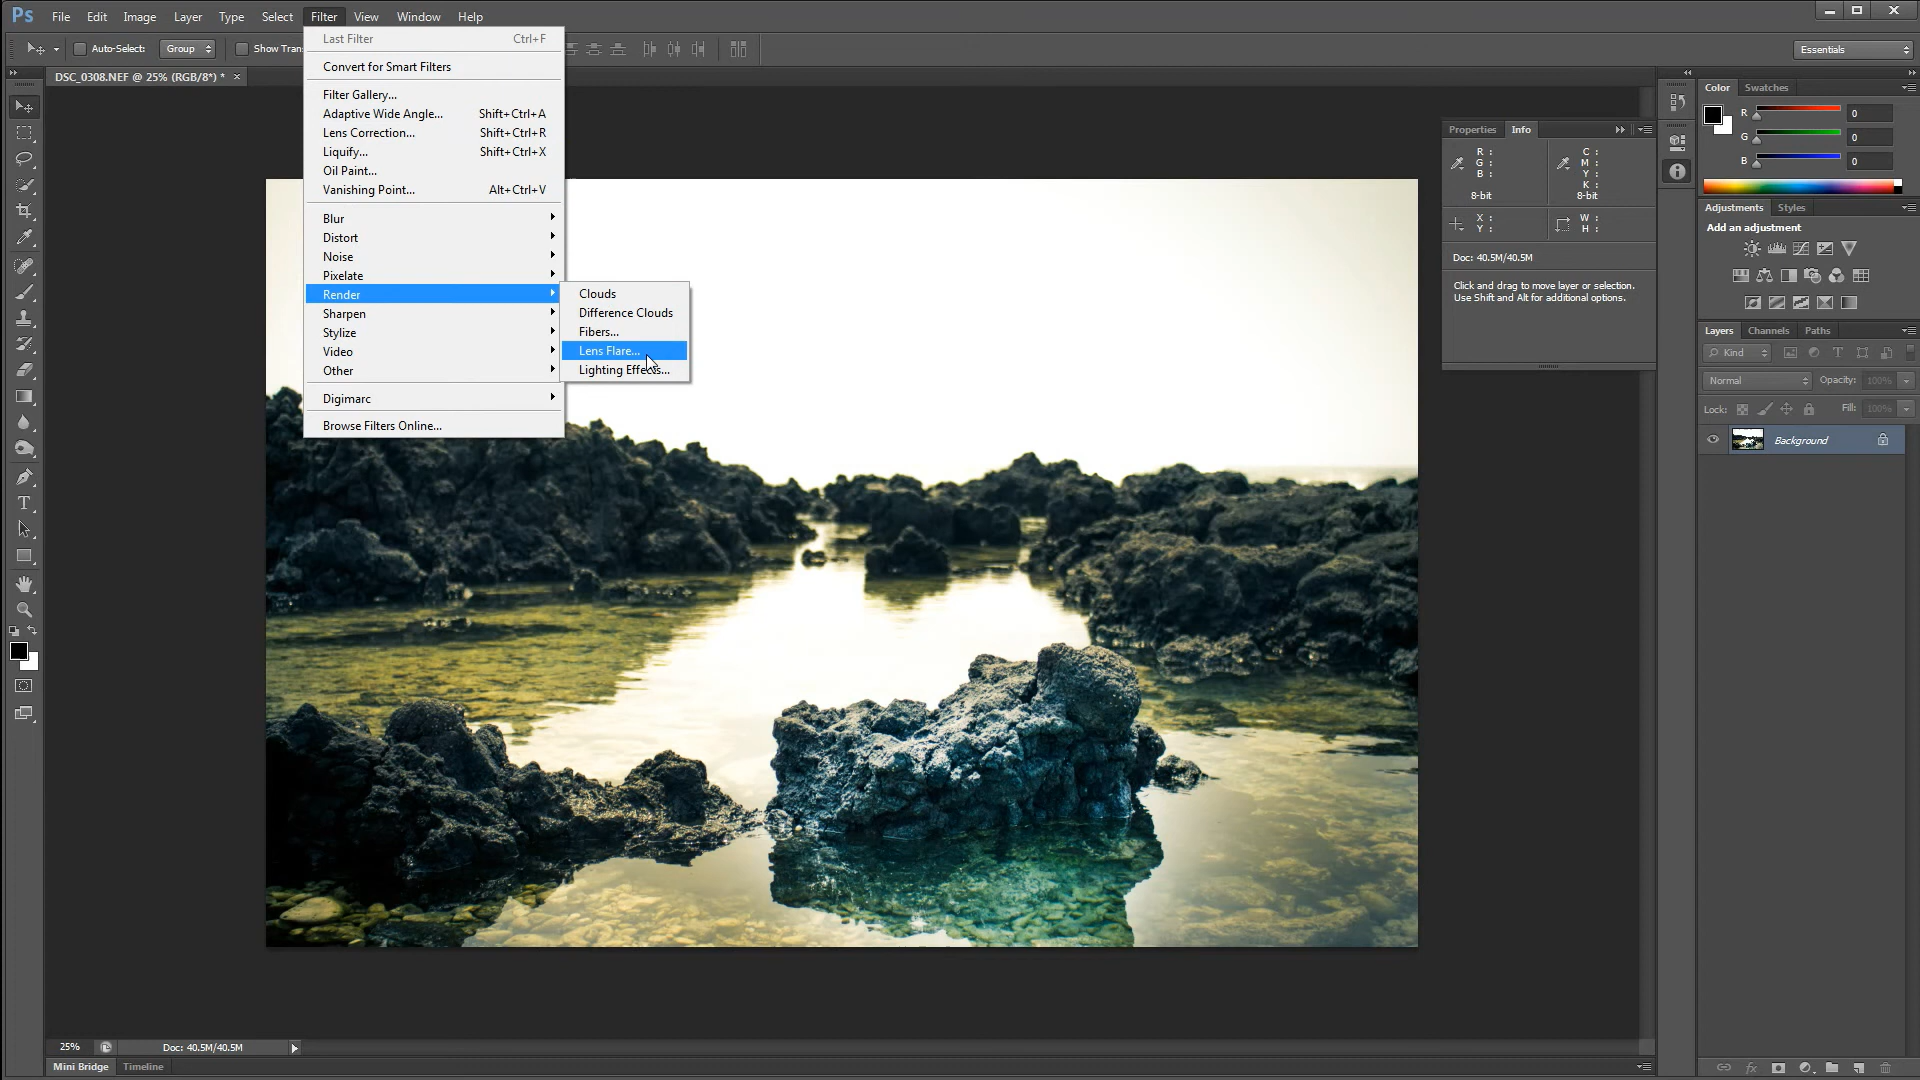 Ps File Edit Image Layer Type Select Filter View Window Help
Auto-Select: Group Show Tran
Essentials
DSC_0308.NEF @ 25% (RGB/8*) * ×
Last Filter Ctrl+F
Convert for Smart Filters
Filter Gallery...
Adaptive Wide Angle... Shift+Ctrl+A
Lens Correction... Shift+Ctrl+R
Liquify... Shift+Ctrl+X
Oil Paint...
Vanishing Point... Alt+Ctrl+V
Blur
Distort
Noise
Pixelate
Render
Sharpen
Stylize
Video
Other
Digimarc
Browse Filters Online...
Clouds
Difference Clouds
Fibers...
Lens Flare...
Lighting Effects...
Properties Info
R : C :
G : M :
B : Y :
K :
8-bit 8-bit
X : W :
Y : H :
Doc: 40.5M/40.5M
Click and drag to move layer or selection.
Use Shift and Alt for additional options.
Color Swatches
R 0
G 0
B 0
Adjustments Styles
Add an adjustment
Layers Channels Paths
Kind
Normal Opacity: 100%
Lock: Fill: 100%
Background
25% Doc: 40.5M/40.5M
Mini Bridge Timeline